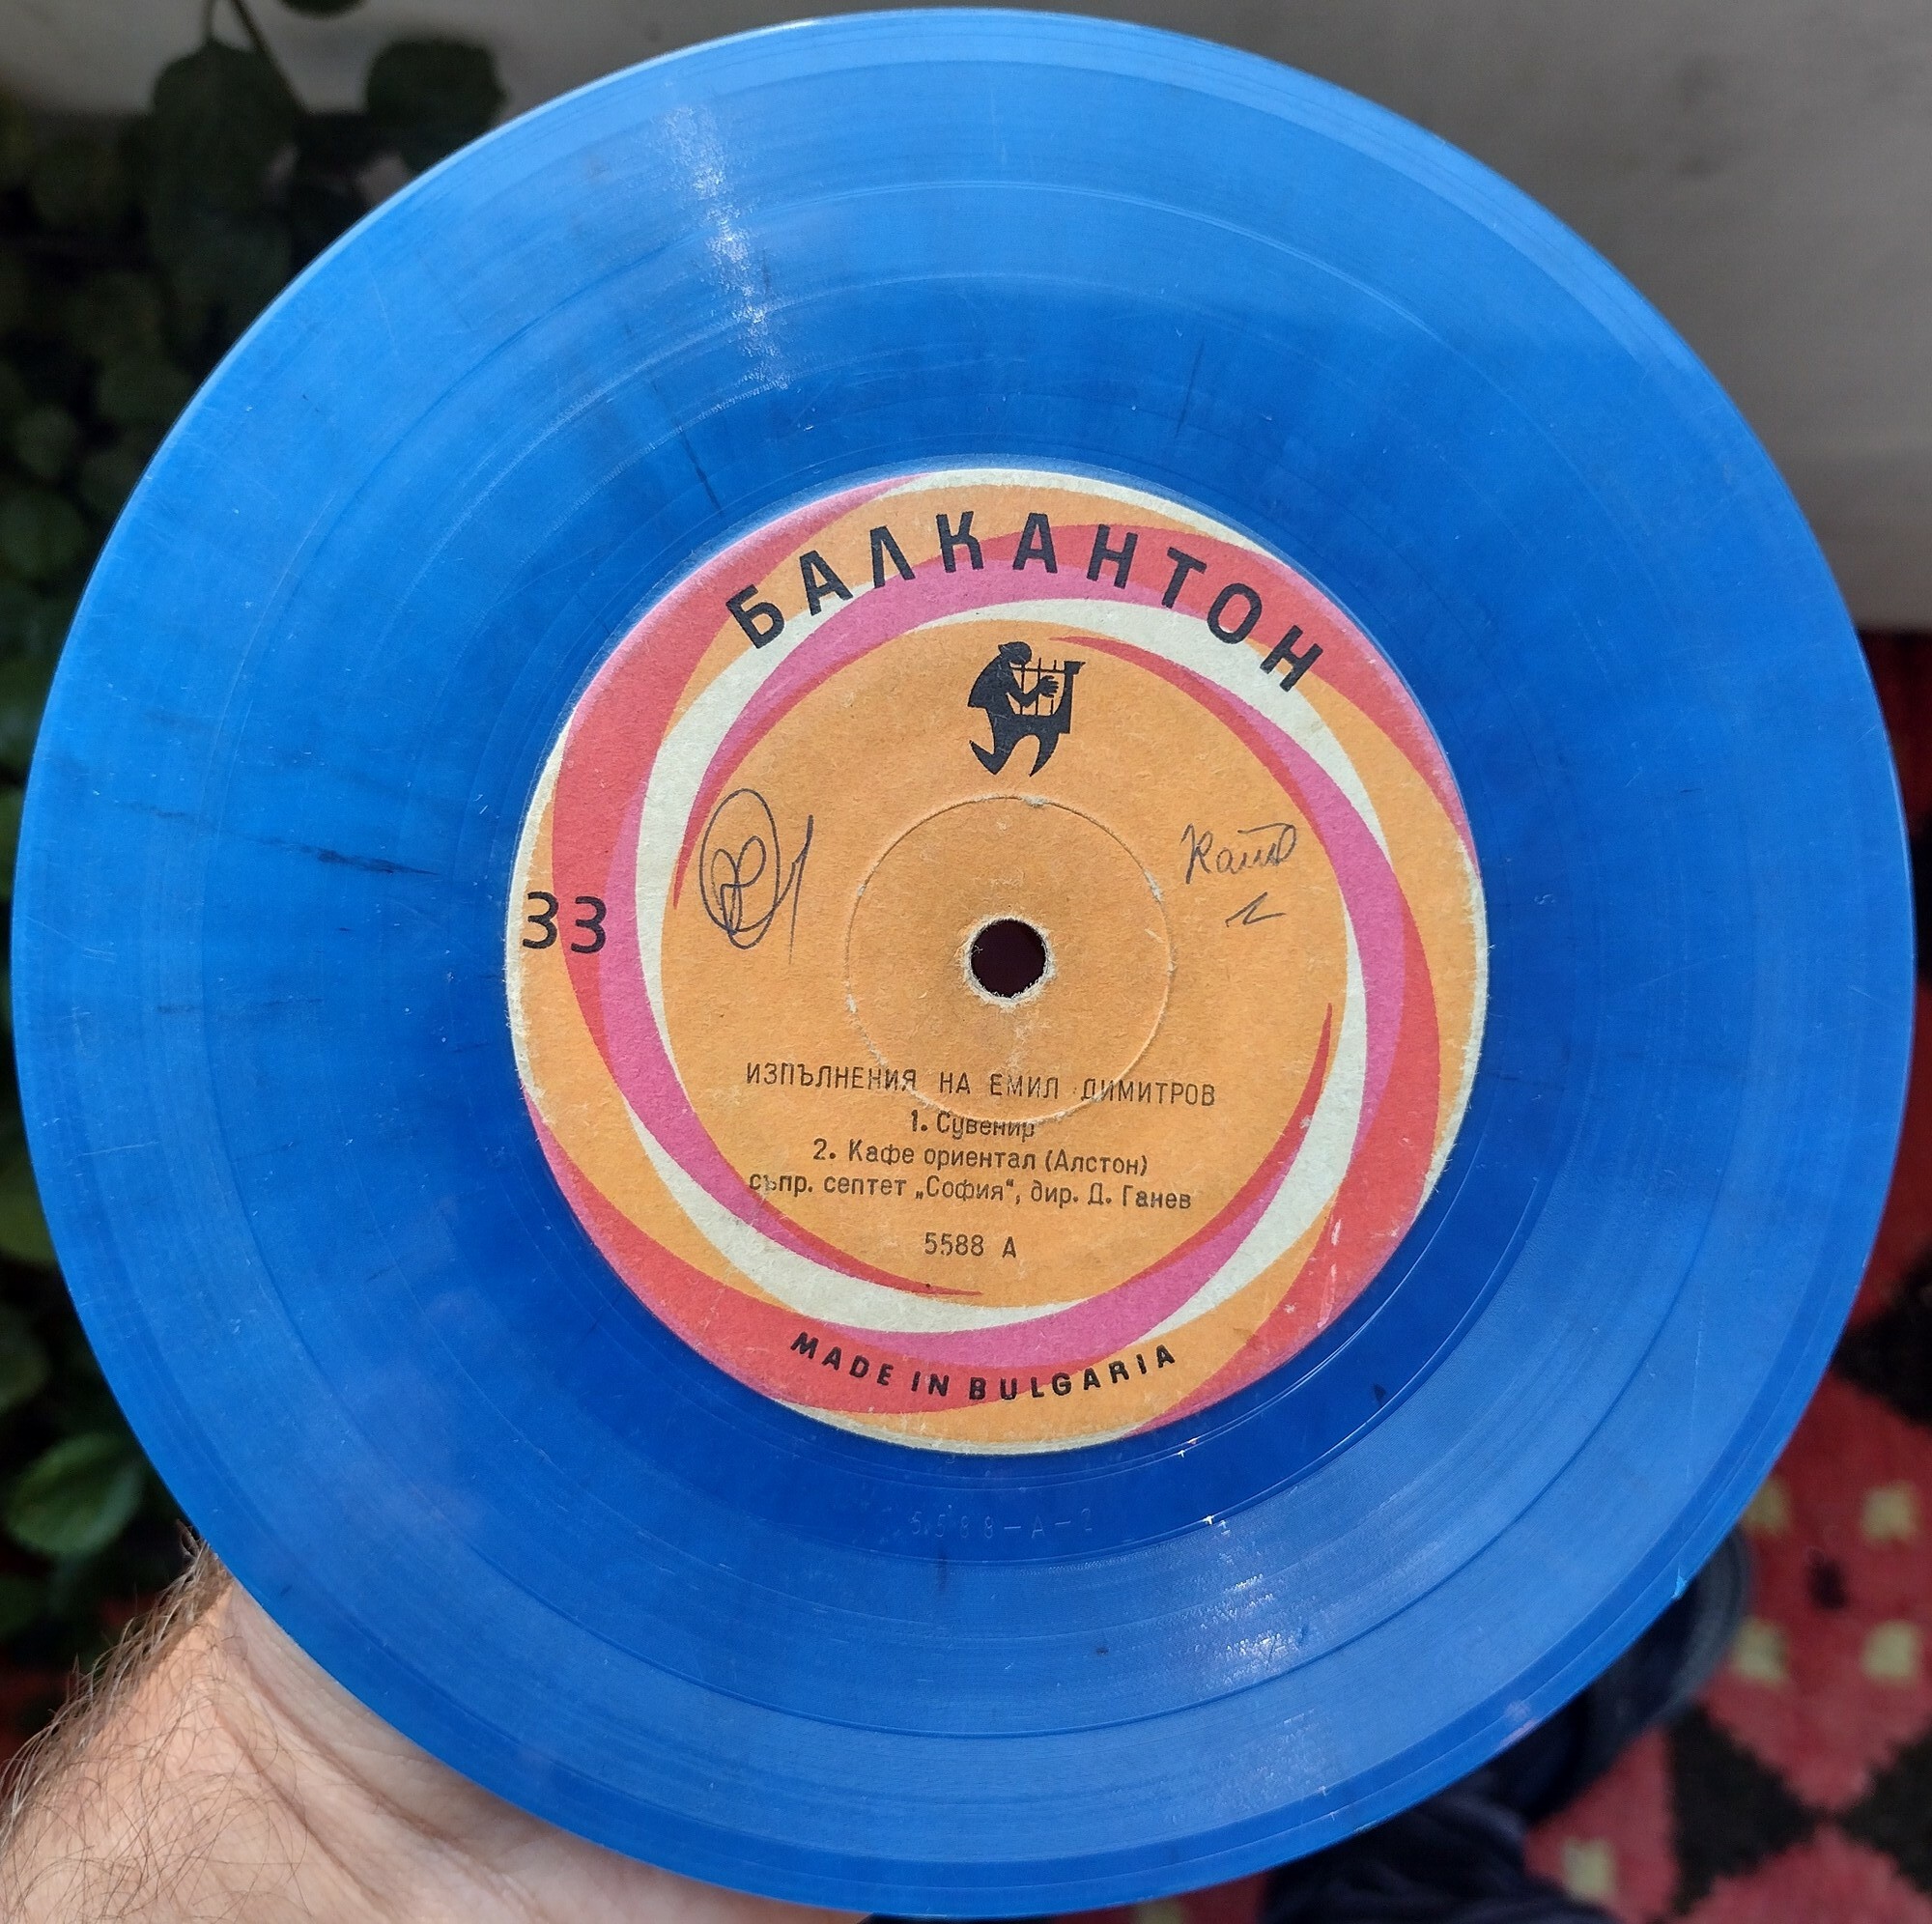 БАЛКАНТОН
33
ИЗПЪЛНЕНИЯ НА ЕМИЛ ДИМИТРОВ
1. Сувенир
2. Кафе ориентал (Алстон)
съпр. септет „София“, дир. Д. Ганев
5588 А
MADE IN BULGARIA
5588-A-2